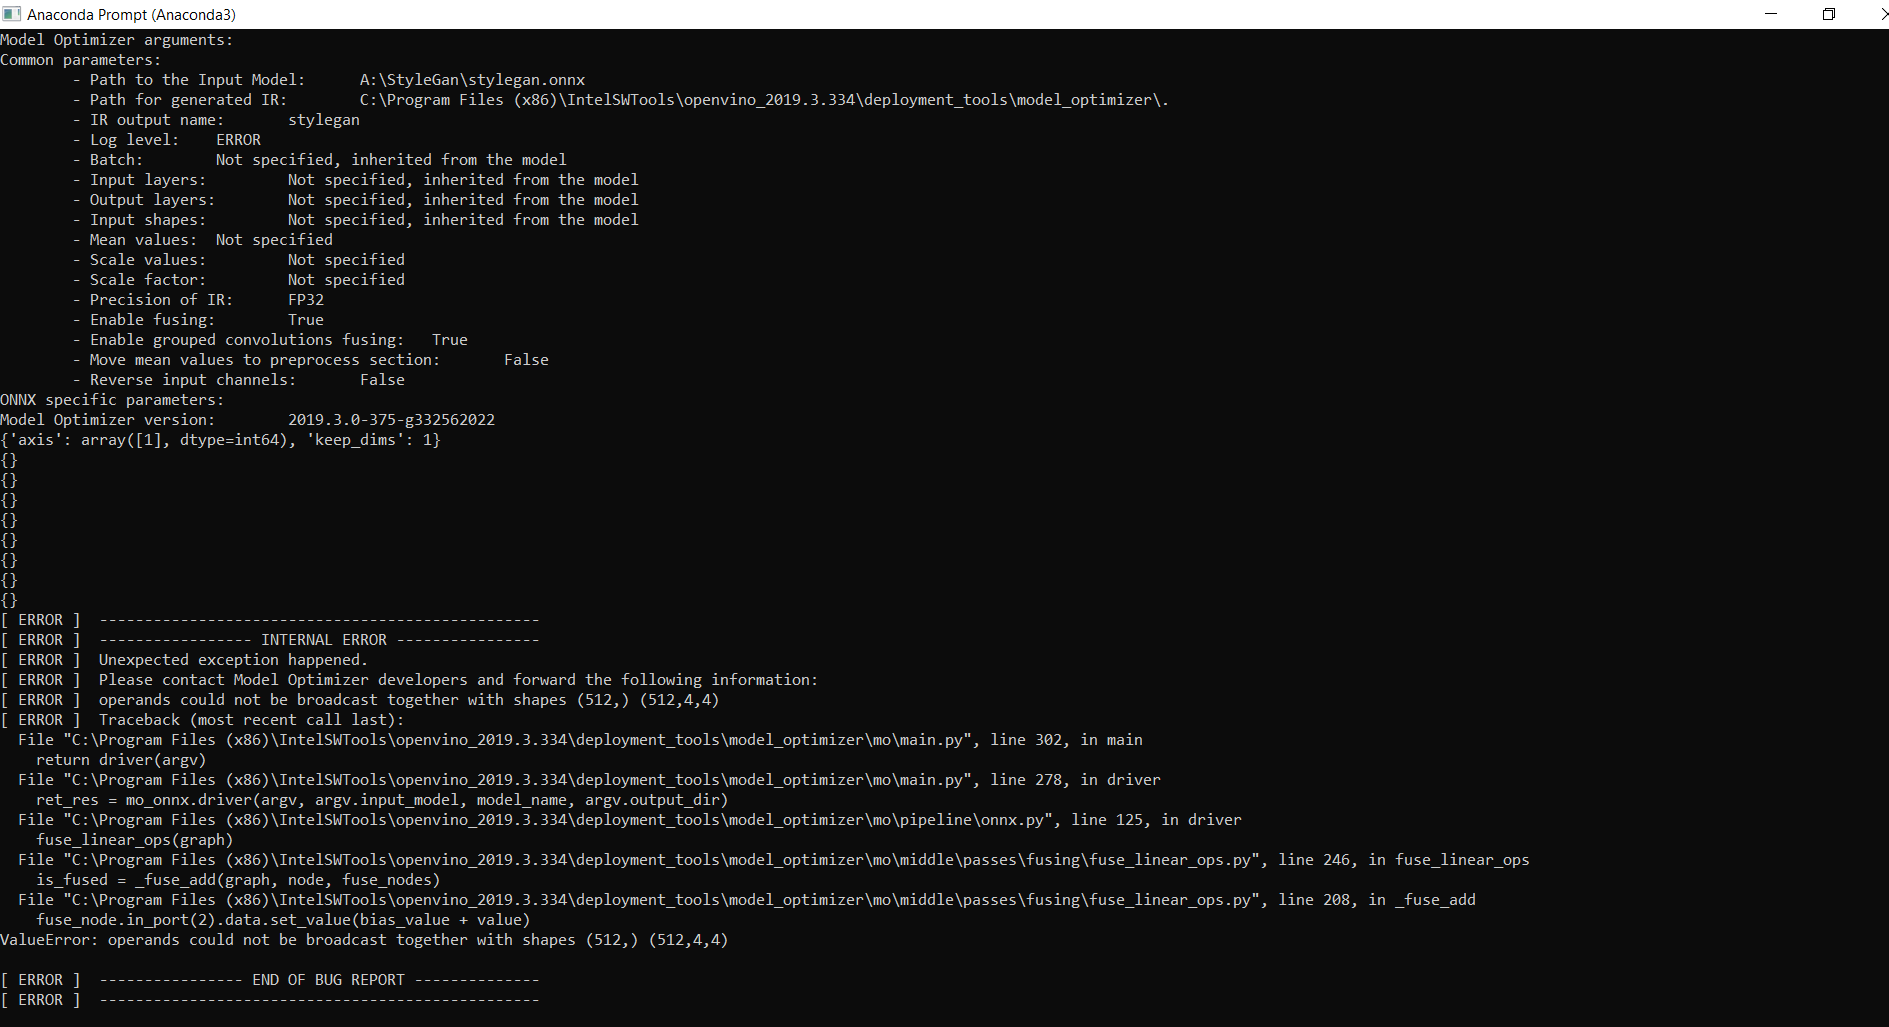 Anaconda Prompt (Anaconda3)
Model Optimizer arguments:
Common parameters:
        - Path to the Input Model:      A:\StyleGan\stylegan.onnx
        - Path for generated IR:        C:\Program Files (x86)\IntelSWTools\openvino_2019.3.334\deployment_tools\model_optimizer\.
        - IR output name:       stylegan
        - Log level:    ERROR
        - Batch:        Not specified, inherited from the model
        - Input layers:         Not specified, inherited from the model
        - Output layers:        Not specified, inherited from the model
        - Input shapes:         Not specified, inherited from the model
        - Mean values:  Not specified
        - Scale values:         Not specified
        - Scale factor:         Not specified
        - Precision of IR:      FP32
        - Enable fusing:        True
        - Enable grouped convolutions fusing:   True
        - Move mean values to preprocess section:       False
        - Reverse input channels:       False
ONNX specific parameters:
Model Optimizer version:        2019.3.0-375-g332562022
{'axis': array([1], dtype=int64), 'keep_dims': 1}
{}
{}
{}
{}
{}
{}
{}
{}
[ ERROR ]  -------------------------------------------------
[ ERROR ]  ----------------- INTERNAL ERROR ----------------
[ ERROR ]  Unexpected exception happened.
[ ERROR ]  Please contact Model Optimizer developers and forward the following information:
[ ERROR ]  operands could not be broadcast together with shapes (512,) (512,4,4)
[ ERROR ]  Traceback (most recent call last):
  File "C:\Program Files (x86)\IntelSWTools\openvino_2019.3.334\deployment_tools\model_optimizer\mo\main.py", line 302, in main
    return driver(argv)
  File "C:\Program Files (x86)\IntelSWTools\openvino_2019.3.334\deployment_tools\model_optimizer\mo\main.py", line 278, in driver
    ret_res = mo_onnx.driver(argv, argv.input_model, model_name, argv.output_dir)
  File "C:\Program Files (x86)\IntelSWTools\openvino_2019.3.334\deployment_tools\model_optimizer\mo\pipeline\onnx.py", line 125, in driver
    fuse_linear_ops(graph)
  File "C:\Program Files (x86)\IntelSWTools\openvino_2019.3.334\deployment_tools\model_optimizer\mo\middle\passes\fusing\fuse_linear_ops.py", line 246, in fuse_linear_ops
    is_fused = _fuse_add(graph, node, fuse_nodes)
  File "C:\Program Files (x86)\IntelSWTools\openvino_2019.3.334\deployment_tools\model_optimizer\mo\middle\passes\fusing\fuse_linear_ops.py", line 208, in _fuse_add
    fuse_node.in_port(2).data.set_value(bias_value + value)
ValueError: operands could not be broadcast together with shapes (512,) (512,4,4)

[ ERROR ]  ---------------- END OF BUG REPORT --------------
[ ERROR ]  -------------------------------------------------